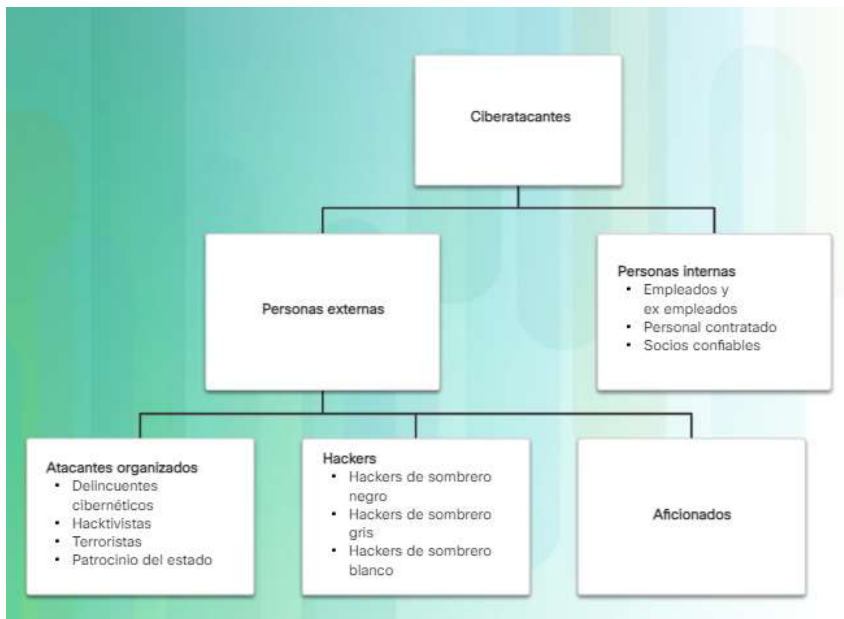 Ciberatacantes
Personas externas
Personas internas
▪ Empleados y
ex empleados
▪ Personal contratado
▪ Socios confiables
Atacantes organizados
▪ Delincuentes
cibernéticos
▪ Hacktivistas
▪ Terroristas
▪ Patrocinio del estado
Hackers
▪ Hackers de sombrero
negro
▪ Hackers de sombrero
gris
▪ Hackers de sombrero
blanco
Aficionados